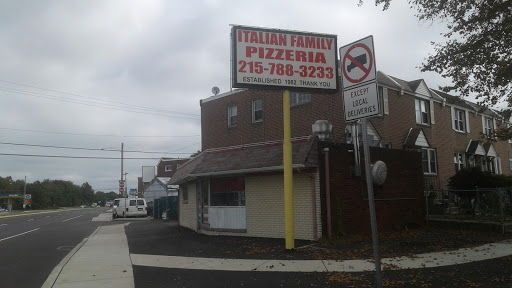 ITALIAN FAMILY
PIZZERIA
215-788-3233
ESTABLISHED 1982 THANK YOU
EXCEPT
LOCAL
DELIVERIES